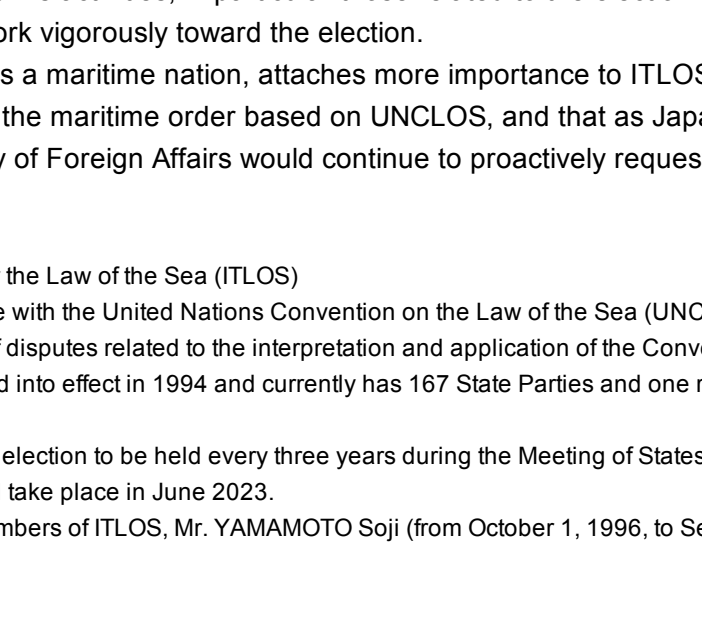 ork vigorously toward the election.
s a maritime nation, attaches more importance to ITLOS
the maritime order based on UNCLOS, and that as Japa
y of Foreign Affairs would continue to proactively reques
the Law of the Sea (ITLOS)
e with the United Nations Convention on the Law of the Sea (UNC
f disputes related to the interpretation and application of the Conve
d into effect in 1994 and currently has 167 State Parties and one r
election to be held every three years during the Meeting of States
take place in June 2023.
mbers of ITLOS, Mr. YAMAMOTO Soji (from October 1, 1996, to Se